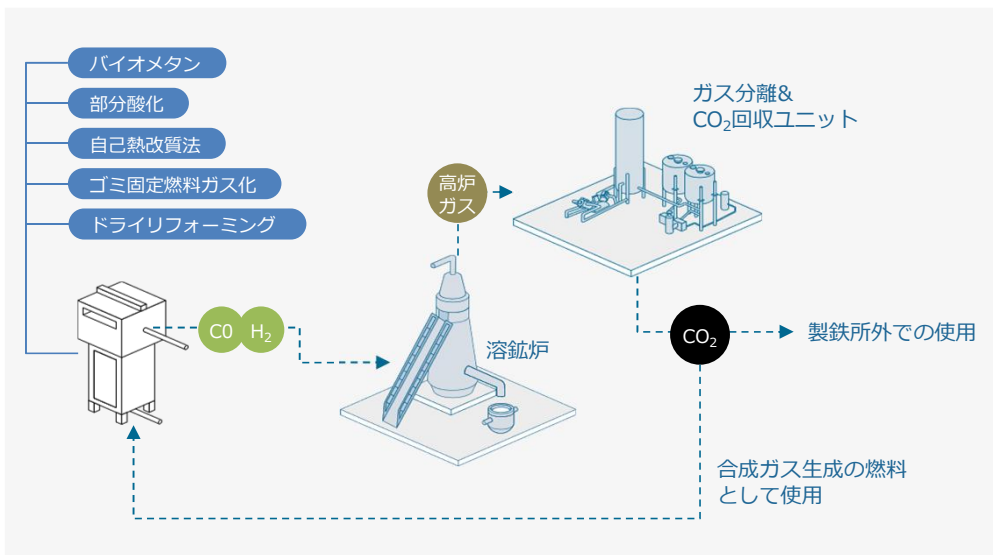 バイオメタン
部分酸化
自己熱改質法
ゴミ固定燃料ガス化
ドライリフォーミング
C0 H₂
溶鉱炉
高炉
ガス
ガス分離&
CO₂回収ユニット
CO₂
製鉄所外での使用
合成ガス生成の燃料
として使用